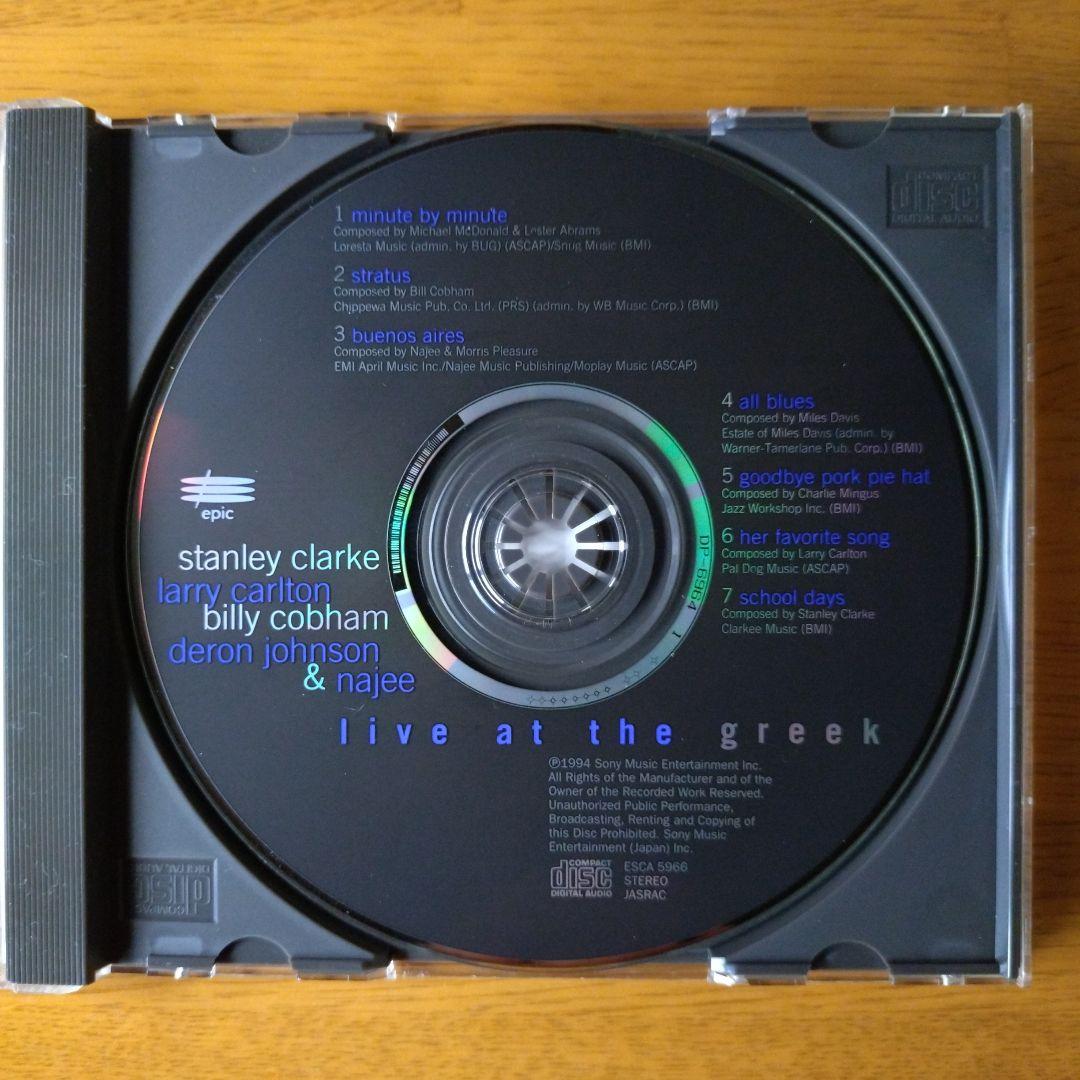 1 minute by minute
Composed by Michael McDonald & Lester Abrams
Loresta Music (admin. by BUG) (ASCAP)/Snug Music (BMI)
2 stratus
Composed by Bill Cobham
Chippewa Music Pub. Co. Ltd. (PRS) (admin. by WB Music Corp.) (BMI)
3 buenos aires
Composed by Najee & Morris Pleasure
EMI April Music Inc./Najee Music Publishing/Moplay Music (ASCAP)
4 all blues
Composed by Miles Davis
Estate of Miles Davis (admin. by
Warner-Tamerlane Pub. Corp.) (BMI)
5 goodbye pork pie hat
Composed by Charlie Mingus
Jazz Workshop Inc. (BMI)
6 her favorite song
Composed by Larry Carlton
Pal Dog Music (ASCAP)
7 school days
Composed by Stanley Clarke
Clarkee Music (BMI)
epic
stanley clarke
larry carlton
billy cobham
deron johnson
& najee
live at the greek
℗1994 Sony Music Entertainment Inc.
All Rights of the Manufacturer and of the
Owner of the Recorded Work Reserved.
Unauthorized Public Performance,
Broadcasting, Renting and Copying of
this Disc Prohibited. Sony Music
Entertainment (Japan) Inc.
COMPACT
disc
DIGITAL AUDIO
ESCA 5966
STEREO
JASRAC
DP-6964 1
COMPACT
disc
DIGITAL AUDIO
COMPACT
disc
DIGITAL AUDIO